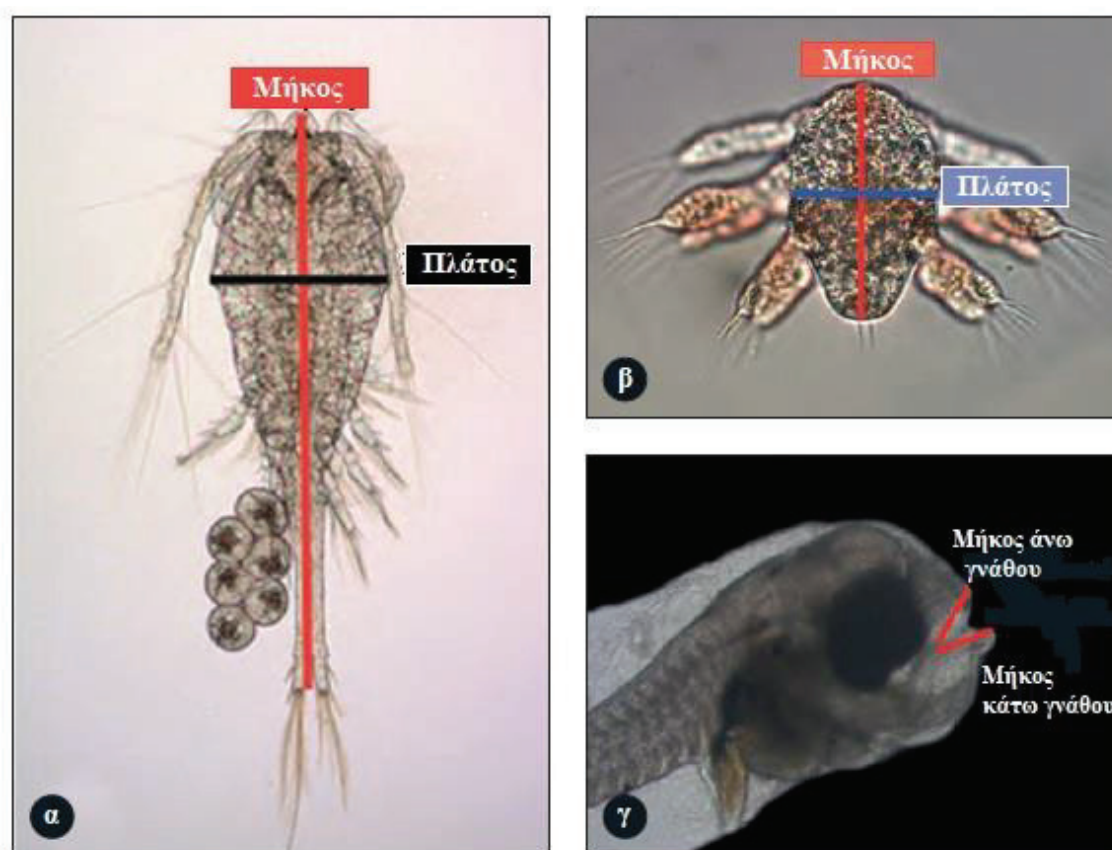 Μήκος
Πλάτος
α
Μήκος
Πλάτος
β
Μήκος άνω
γνάθου
Μήκος
κάτω γνάθου
γ